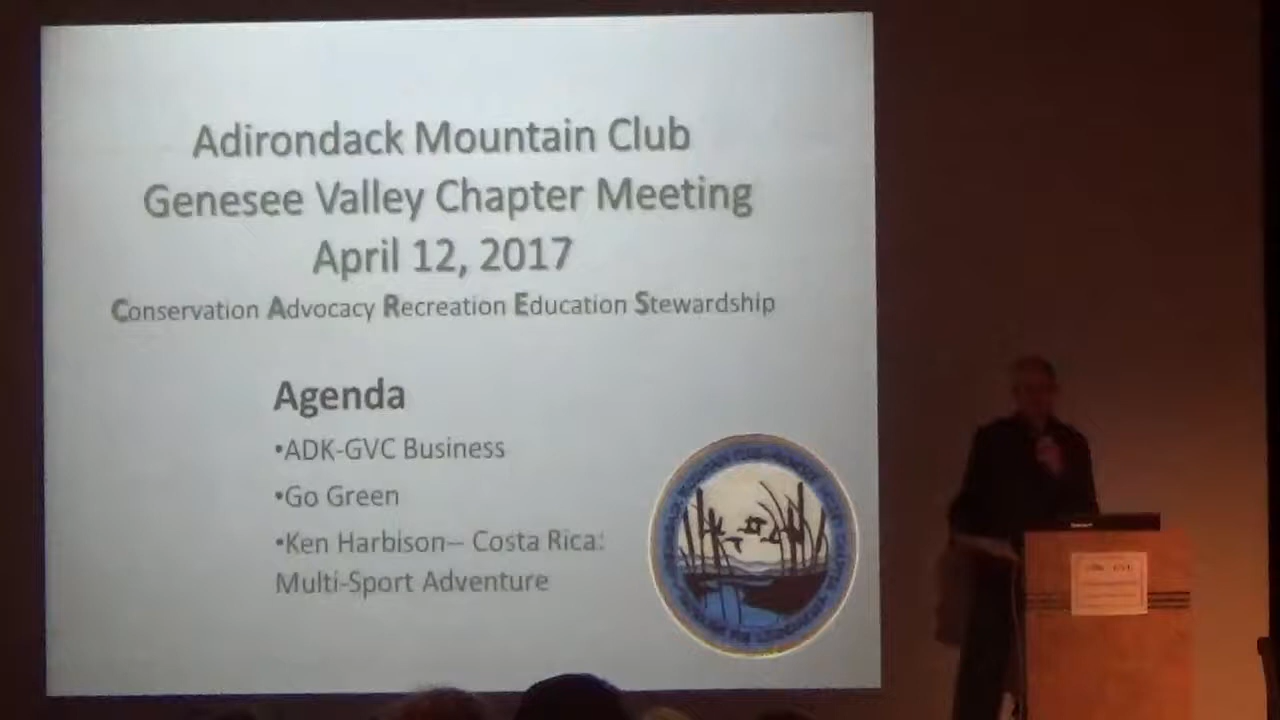 Adirondack Mountain Club
Genesee Valley Chapter Meeting
April 12, 2017
Conservation Advocacy Recreation Education Stewardship
Agenda
•ADK-GVC Business
•Go Green
•Ken Harbison– Costa Rica:
Multi-Sport Adventure